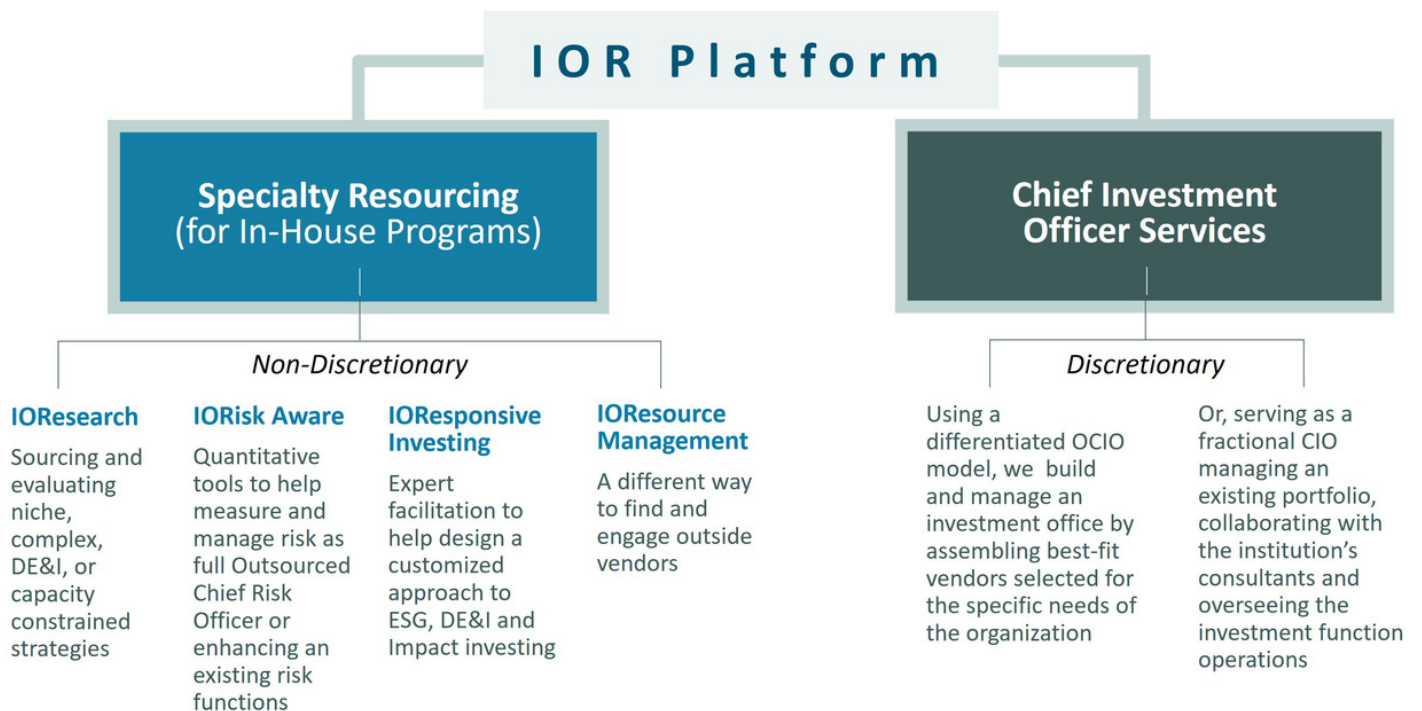 IOR Platform
Specialty Resourcing
(for In-House Programs)
Non-Discretionary
IOResearch
Sourcing and
evaluating
niche,
complex,
DE&I, or
capacity
constrained
strategies
IORisk Aware
Quantitative
tools to help
measure and
manage risk as
full Outsourced
Chief Risk
Officer or
enhancing an
existing risk
functions
IOResponsive
Investing
Expert
facilitation to
help design a
customized
approach to
ESG, DE&I and
Impact investing
IOResource
Management
A different way
to find and
engage outside
vendors
Chief Investment
Officer Services
Discretionary
Using a
differentiated OCIO
model, we build
and manage an
investment office by
assembling best-fit
vendors selected for
the specific needs of
the organization
Or, serving as a
fractional CIO
managing an
existing portfolio,
collaborating with
the institution's
consultants and
overseeing the
investment function
operations